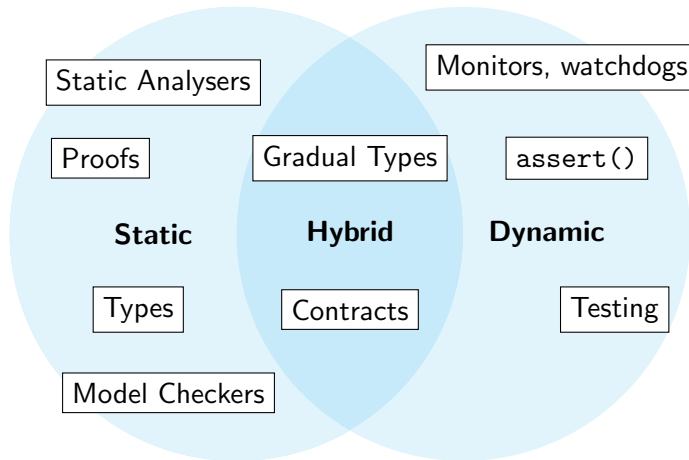 Static Analysers
Monitors, watchdogs
Proofs
Gradual Types
assert()
Static
Hybrid
Dynamic
Types
Contracts
Testing
Model Checkers